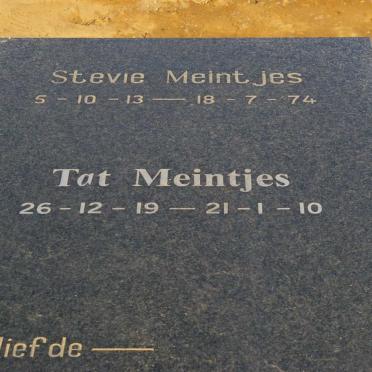 Stevie Meintjes
5 - 10 - 13 — 18 - 7 - 74
Tat Meintjes
26 - 12 - 19 — 21 - 1 - 10
liefde —